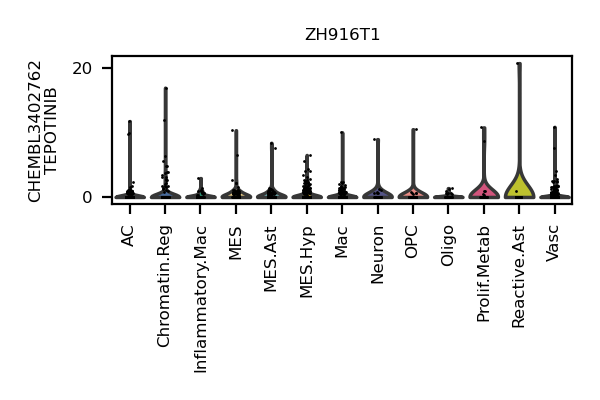 ZH916T1
CHEMBL3402762
TEPOTINIB
20
0
AC
Chromatin.Reg
Inflammatory.Mac
MES
MES.Ast
MES.Hyp
Mac
Neuron
OPC
Oligo
Prolif.Metab
Reactive.Ast
Vasc